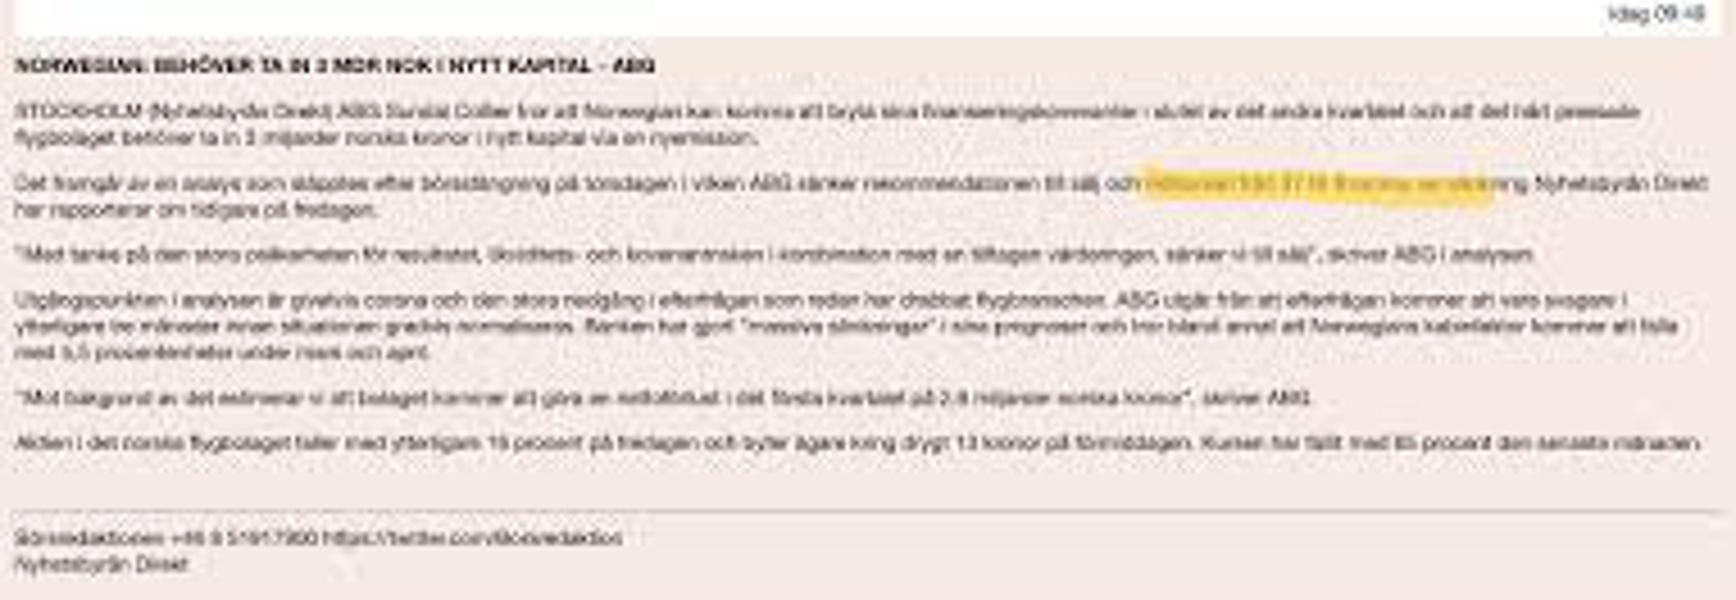 Idag 09:48
NORWEGIAN: BEHÖVER TA IN 3 MDR NOK I NYTT KAPITAL - ABG
STOCKHOLM (Nyhetsbyrån Direkt) ABG Sundal Collier tror att Norwegian kan komma att bryta sina finansieringskovenanter i slutet av det andra kvartalet och att det hårt pressade
flygbolaget behöver ta in 3 miljarder norska kronor i nytt kapital via en nyemission.
Det framgår av en analys som släpptes efter börsstängning på torsdagen i vilken ABG sänker rekommendationen till sälj och Nyhetsbyrån Direkt
har rapporterat om tidigare på fredagen.
"Med tanke på den stora osäkerheten för resultatet, likviditets- och kovenantrisken i kombination med en tilltagen värderingen, sänker vi till sälj", skriver ABG i analysen.
Utgångspunkten i analysen är givetvis corona och den stora nedgång i efterfrågan som redan har drabbat flygbranschen. ABG utgår från att efterfrågan kommer att vara svagare i
ytterligare tre månader innan situationen gradvis normaliseras. Banken har gjort "massiva sänkningar" i sina prognoser och tror bland annat att Norwegians kabinfaktor kommer att falla
med 5,5 procentenheter under mars och april.
"Mot bakgrund av det estimerar vi att bolaget kommer att göra en nettoförlust i det första kvartalet på 2,8 miljarder norska kronor", skriver ABG.
Aktien i det norska flygbolaget faller med ytterligare 15 procent på fredagen och byter ägare kring drygt 13 kronor på förmiddagen. Kursen har fallit med 65 procent den senaste månaden.
Börsredaktionen +46 8 51917900 https://twitter.com/Borsredaktion
Nyhetsbyrån Direkt